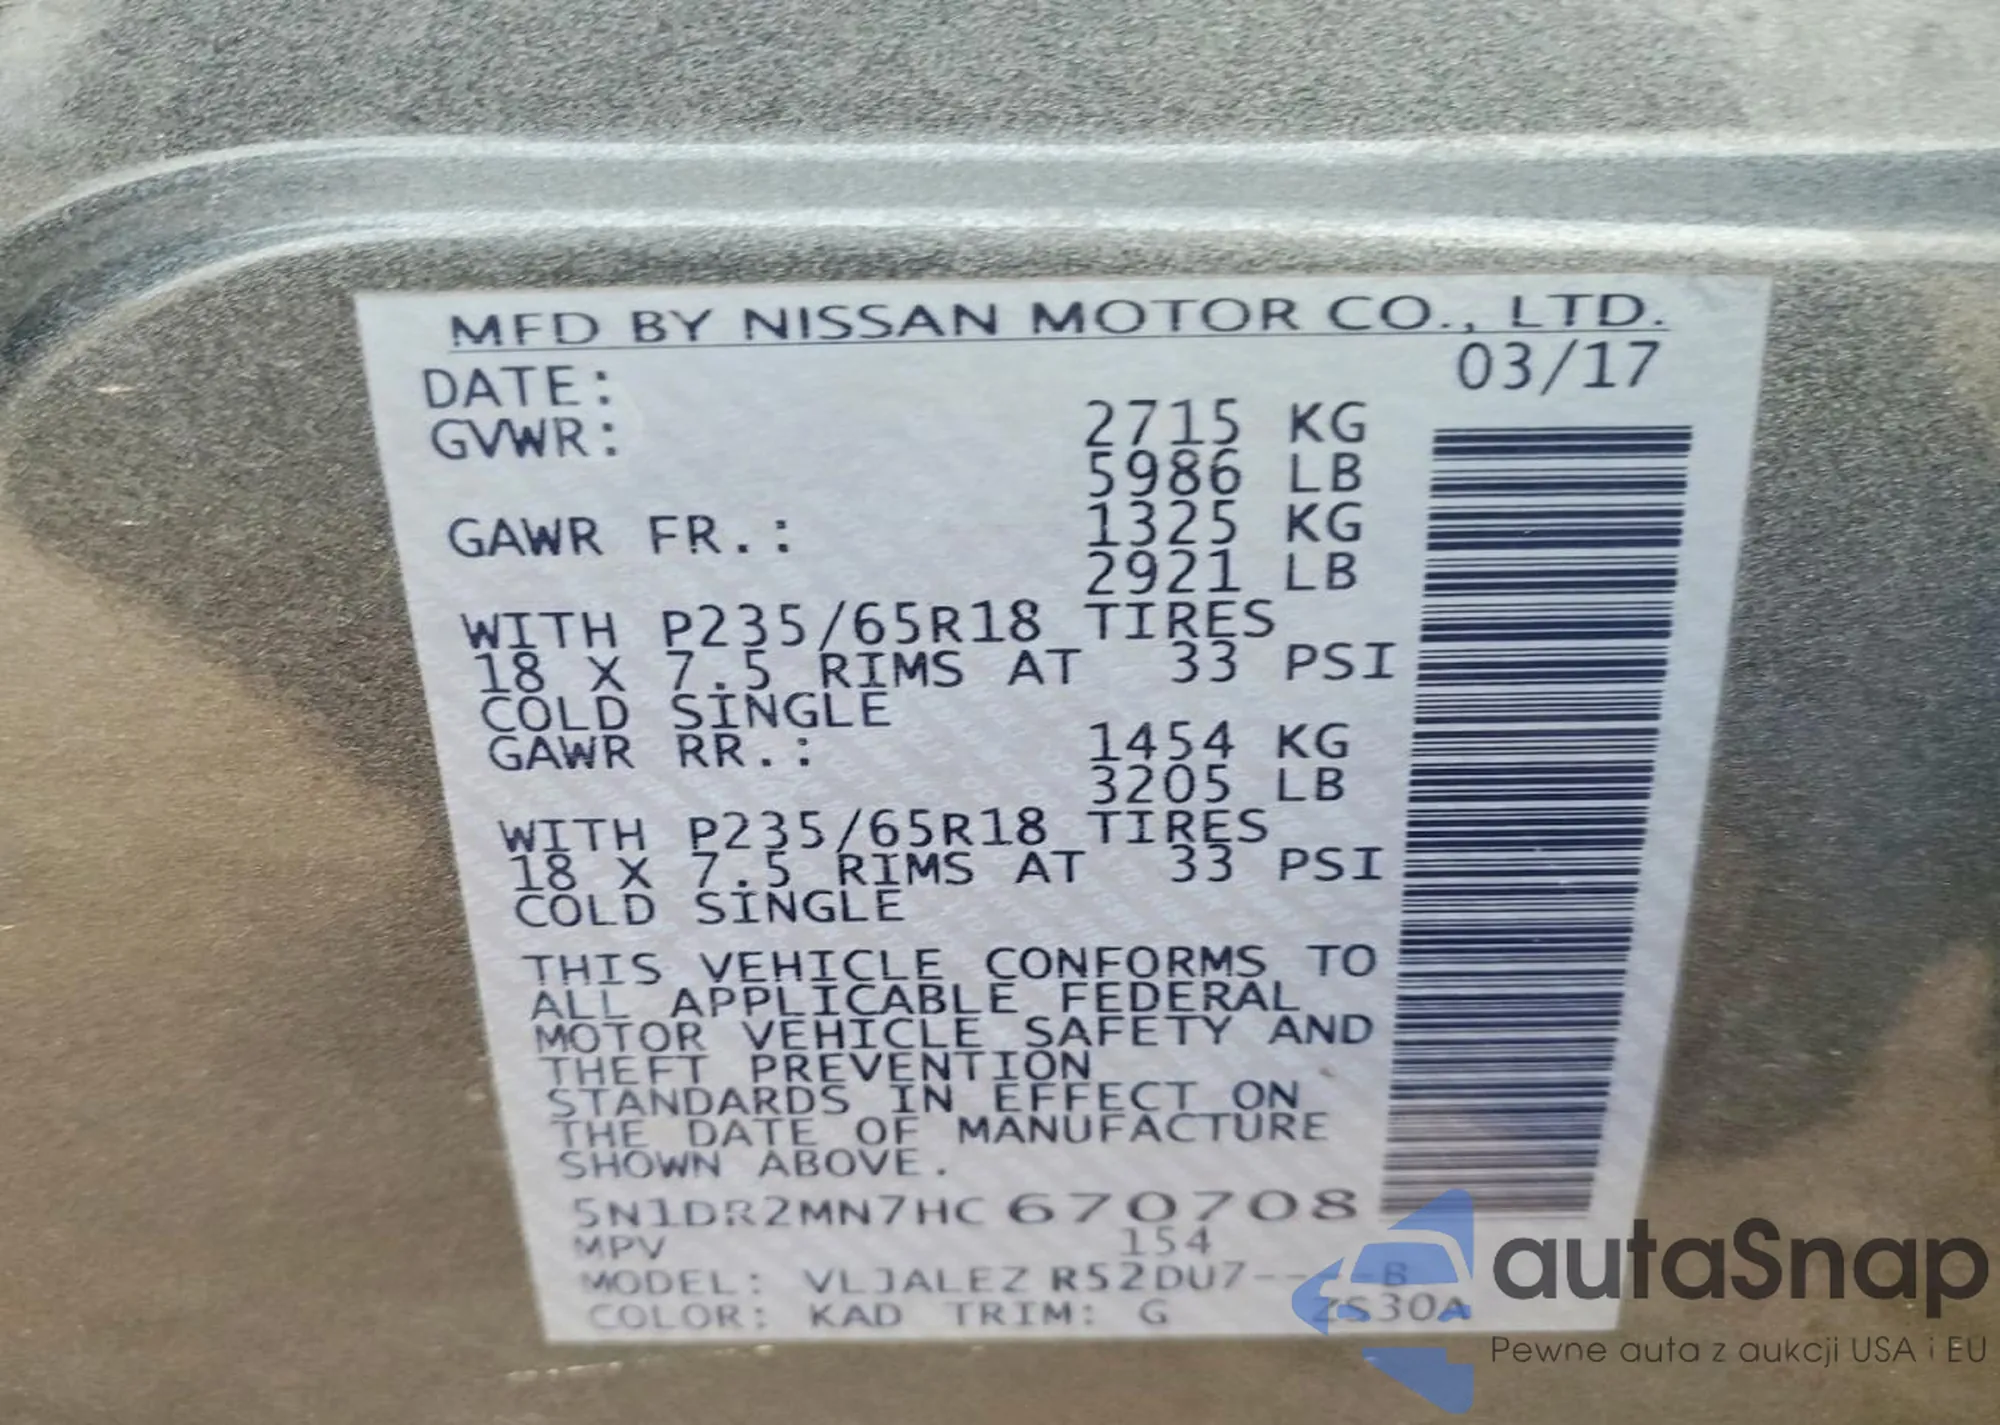 MFD BY NISSAN MOTOR CO., LTD.
DATE: 03/17
GVWR: 2715 KG
5986 LB
GAWR FR.: 1325 KG
2921 LB
WITH P235/65R18 TIRES
18 X 7.5 RIMS AT 33 PSI
COLD SINGLE
GAWR RR.: 1454 KG
3205 LB
WITH P235/65R18 TIRES
18 X 7.5 RIMS AT 33 PSI
COLD SINGLE
THIS VEHICLE CONFORMS TO
ALL APPLICABLE FEDERAL
MOTOR VEHICLE SAFETY AND
THEFT PREVENTION
STANDARDS IN EFFECT ON
THE DATE OF MANUFACTURE
SHOWN ABOVE.
5N1DR2MN7HC670708
MPV 154
MODEL: VLJALEZ R52DU7----B
COLOR: KAD TRIM: G ZS30A
autaSnap
Pewne auta z aukcji USA i EU